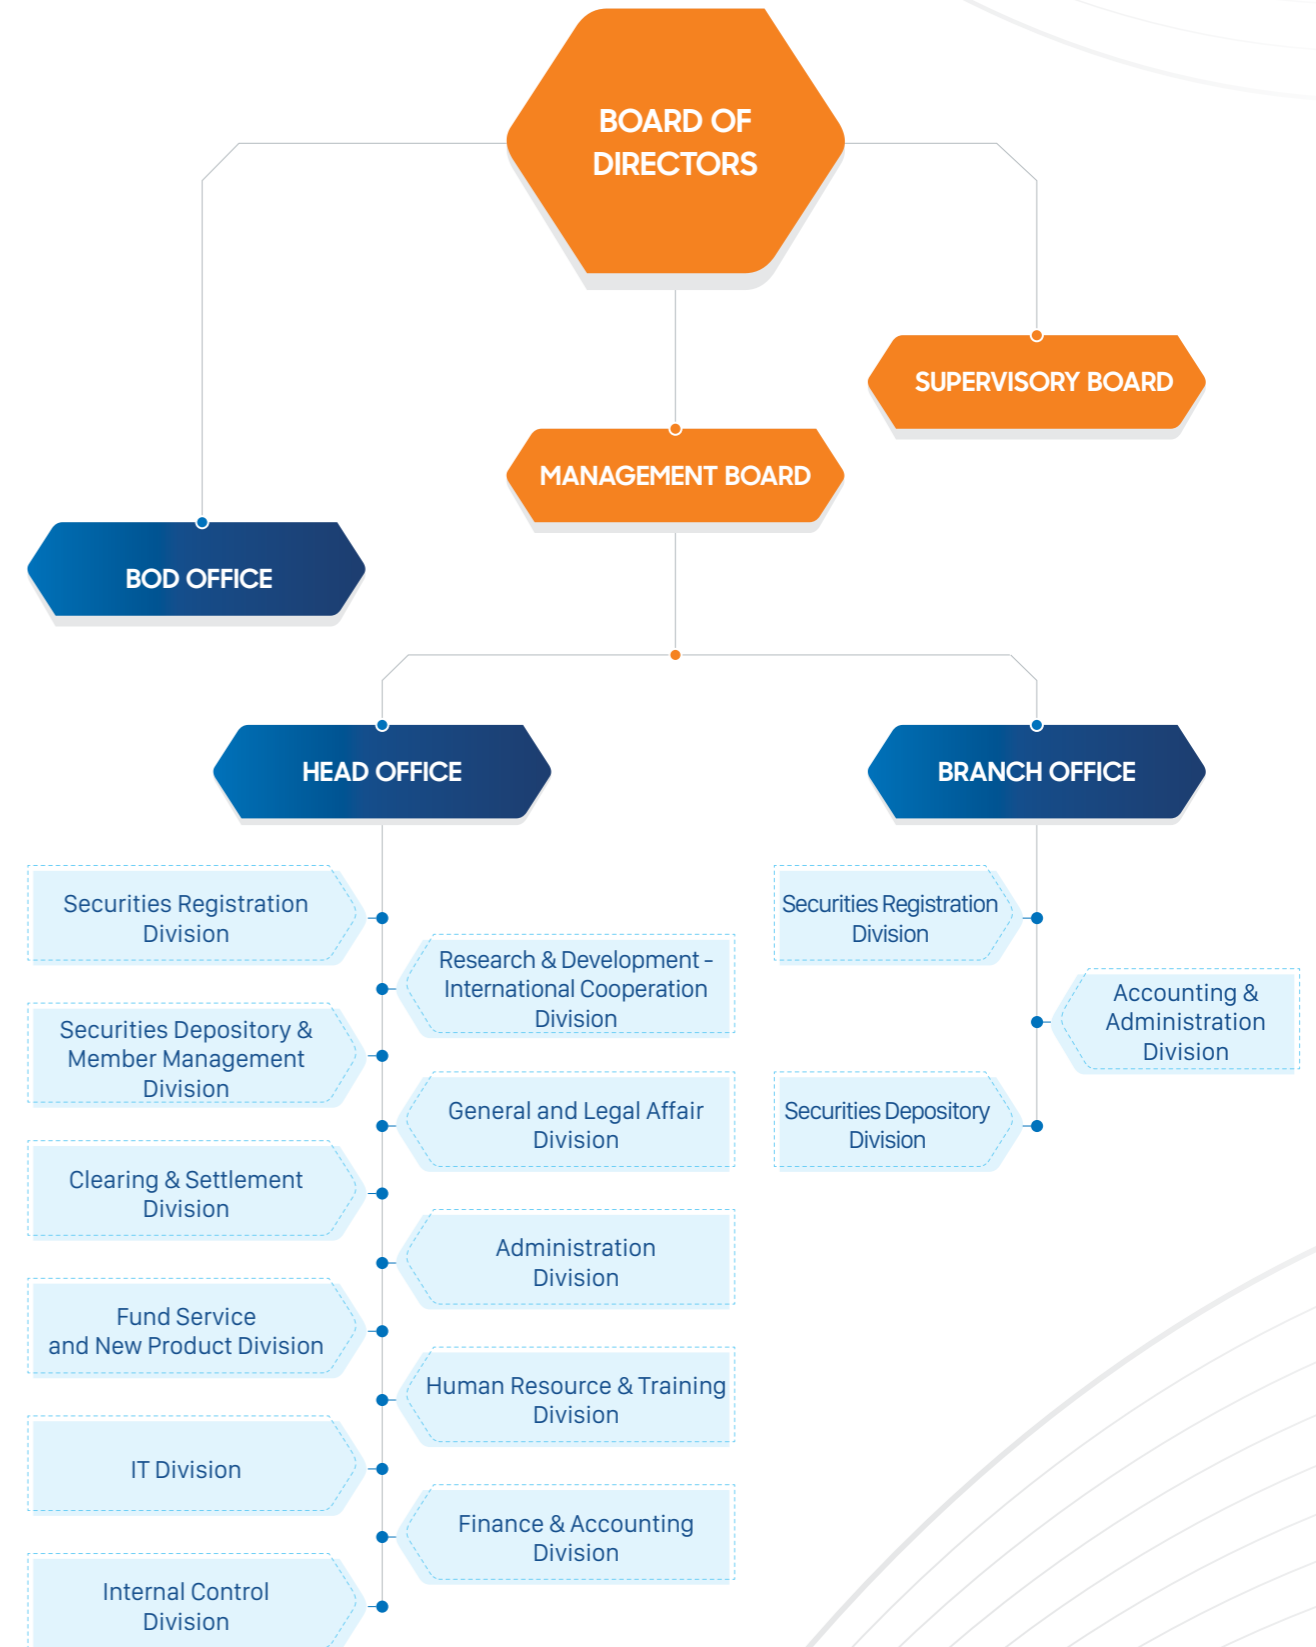 BOARD OF
DIRECTORS
SUPERVISORY BOARD
MANAGEMENT BOARD
BOD OFFICE
HEAD OFFICE
BRANCH OFFICE
Securities Registration
Division
Research & Development -
International Cooperation
Division
Securities Depository &
Member Management
Division
General and Legal Affair
Division
Clearing & Settlement
Division
Administration
Division
Fund Service
and New Product Division
Human Resource & Training
Division
IT Division
Finance & Accounting
Division
Internal Control
Division
Securities Registration
Division
Accounting &
Administration
Division
Securities Depository
Division